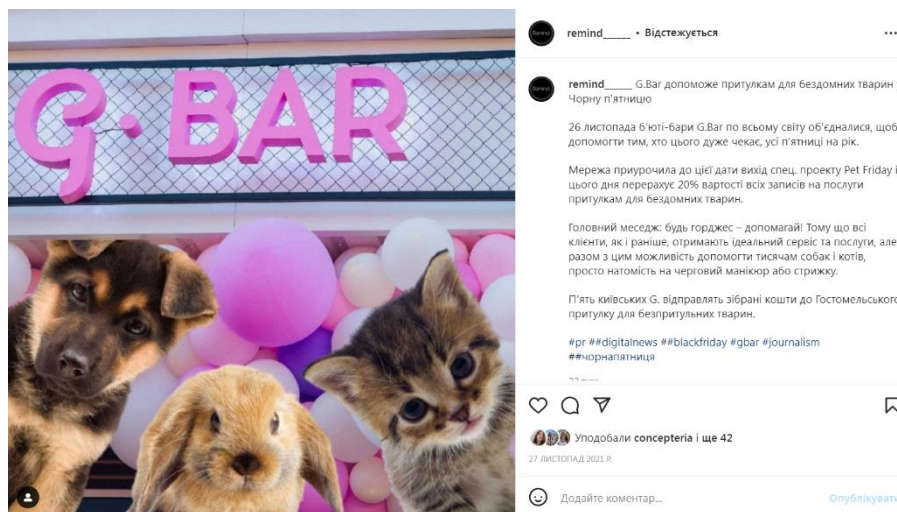 G·BAR
remind______ • Відстежується
remind______ G.Bar допоможе притулкам для бездомних тварин
Чорну п'ятницю
26 листопада б'юті-бари G.Bar по всьому світу об'єдналися, щоб
допомогти тим, хто цього дуже чекає, усі п'ятниці на рік.
Мережа приурочила до цієї дати вихід спец. проекту Pet Friday і
цього дня перерахує 20% вартості всіх записів на послуги
притулкам для бездомних тварин.
Головний меседж: будь горджес – допомагай! Тому що всі
клієнти, як і раніше, отримають ідеальний сервіс та послуги, але
разом з цим можливість допомогти тисячам собак і котів,
просто натомість на черговий манікюр або стрижку.
П'ять київських G. відправлять зібрані кошти до Гостомельського
притулку для безпритульних тварин.
#pr ##digitalnews ##blackfriday #gbar #journalism
##чорнапятниця
Уподобали concepteria і ще 42
27 ЛИСТОПАД 2021 Р.
Додайте коментар... Опублікувати